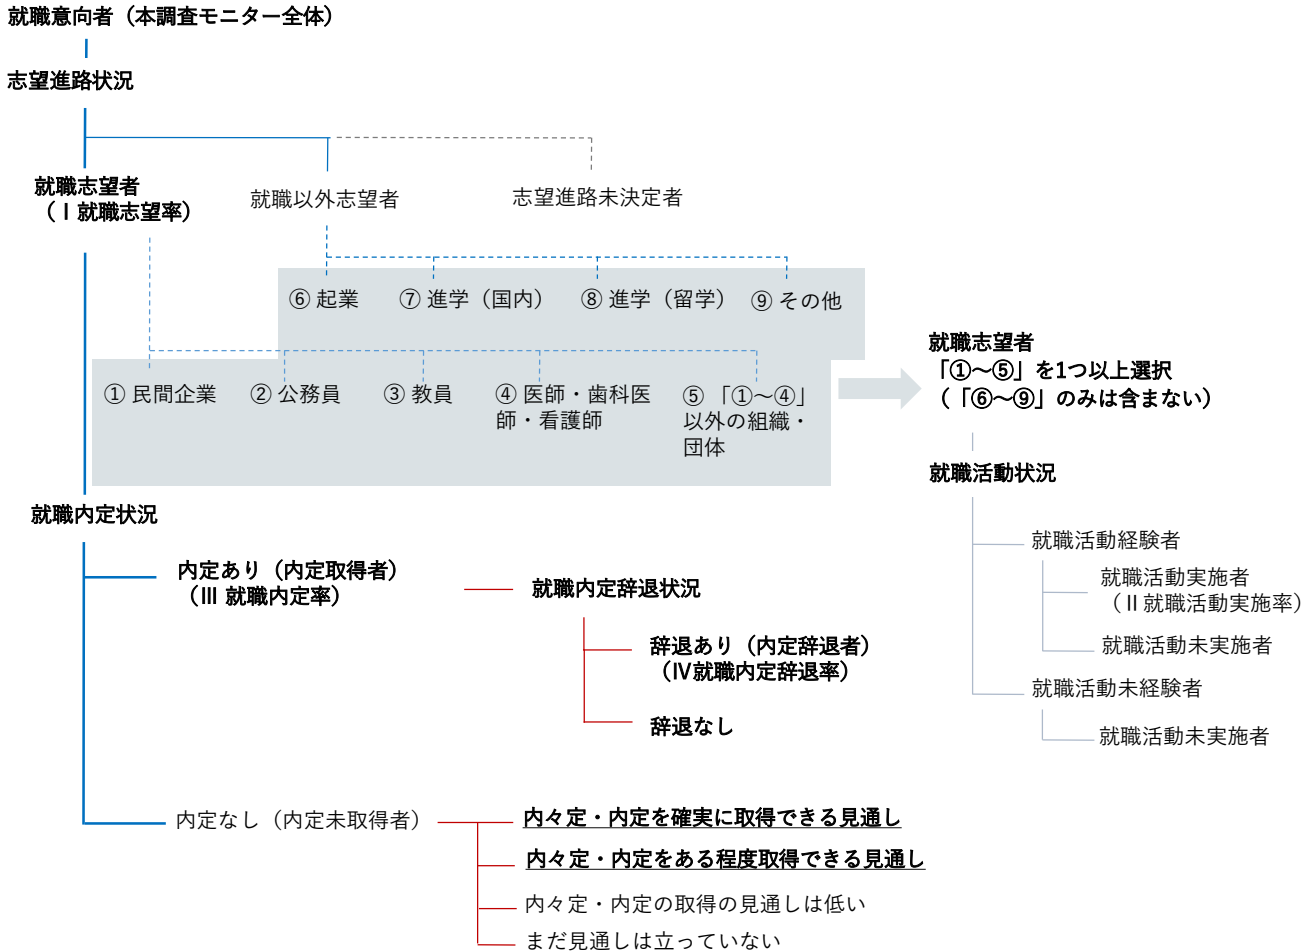 就職意向者（本調査モニター全体）
志望進路状況
就職志望者
（Ⅰ就職志望率）
就職以外志望者
志望進路未決定者
⑥ 起業
⑦ 進学（国内）
⑧ 進学（留学）
⑨ その他
① 民間企業
② 公務員
③ 教員
④ 医師・歯科医
師・看護師
⑤ 「①～④」
以外の組織・
団体
就職志望者
「①～⑤」を1つ以上選択
（「⑥～⑨」のみは含まない）
就職活動状況
就職活動経験者
就職活動実施者
（Ⅱ就職活動実施率）
就職活動未実施者
就職活動未経験者
就職活動未実施者
就職内定状況
内定あり（内定取得者）
（Ⅲ 就職内定率）
就職内定辞退状況
辞退あり（内定辞退者）
（Ⅳ就職内定辞退率）
辞退なし
内定なし（内定未取得者）
内々定・内定を確実に取得できる見通し
内々定・内定をある程度取得できる見通し
内々定・内定の取得の見通しは低い
まだ見通しは立っていない